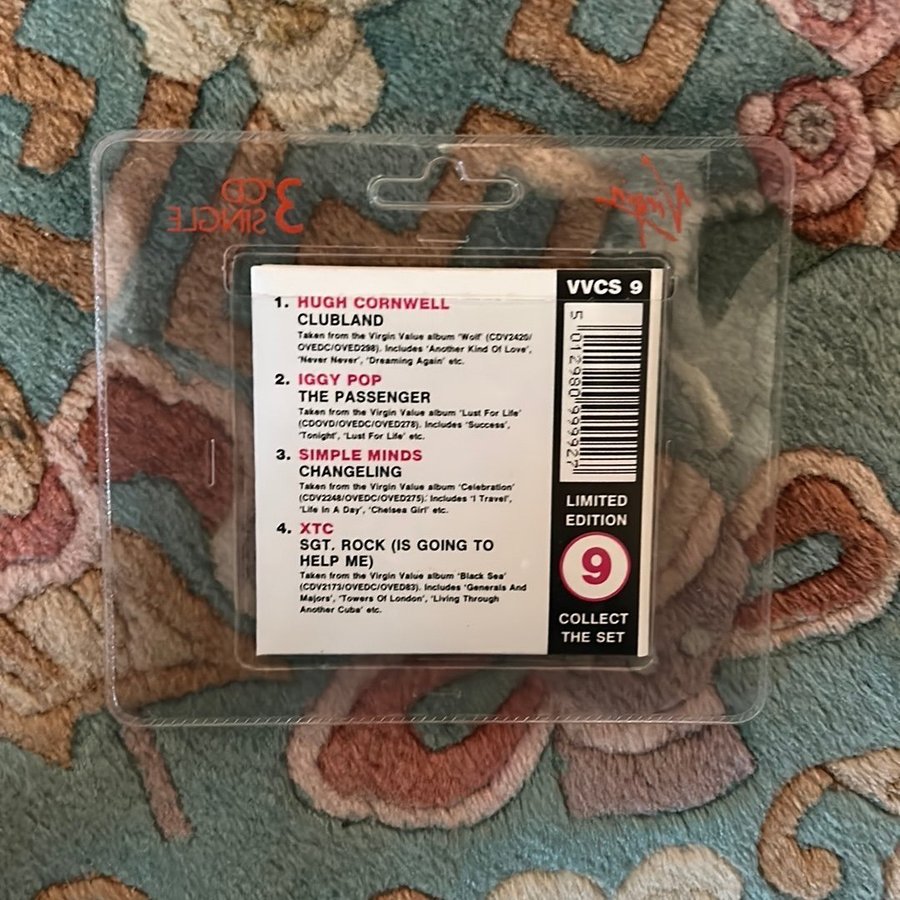 3" CD
SINGLE
Virgin
1. HUGH CORNWELL
CLUBLAND
Taken from the Virgin Value album 'Wolf' (CDV2420/
OVEDC/OVED298). Includes 'Another Kind Of Love',
'Never Never', 'Dreaming Again' etc.
2. IGGY POP
THE PASSENGER
Taken from the Virgin Value album 'Lust For Life'
(CDOVD/OVEDC/OVED278). Includes 'Success',
'Tonight', 'Lust For Life' etc.
3. SIMPLE MINDS
CHANGELING
Taken from the Virgin Value album 'Celebration'
(CDV2248/OVEDC/OVED275). Includes 'I Travel',
'Life In A Day', 'Chelsea Girl' etc.
4. XTC
SGT. ROCK (IS GOING TO
HELP ME)
Taken from the Virgin Value album 'Black Sea'
(CDV2173/OVEDC/OVED83). Includes 'Generals And
Majors', 'Towers Of London', 'Living Through
Another Cuba' etc.
VVCS 9
5 012980 999927
LIMITED
EDITION
9
COLLECT
THE SET